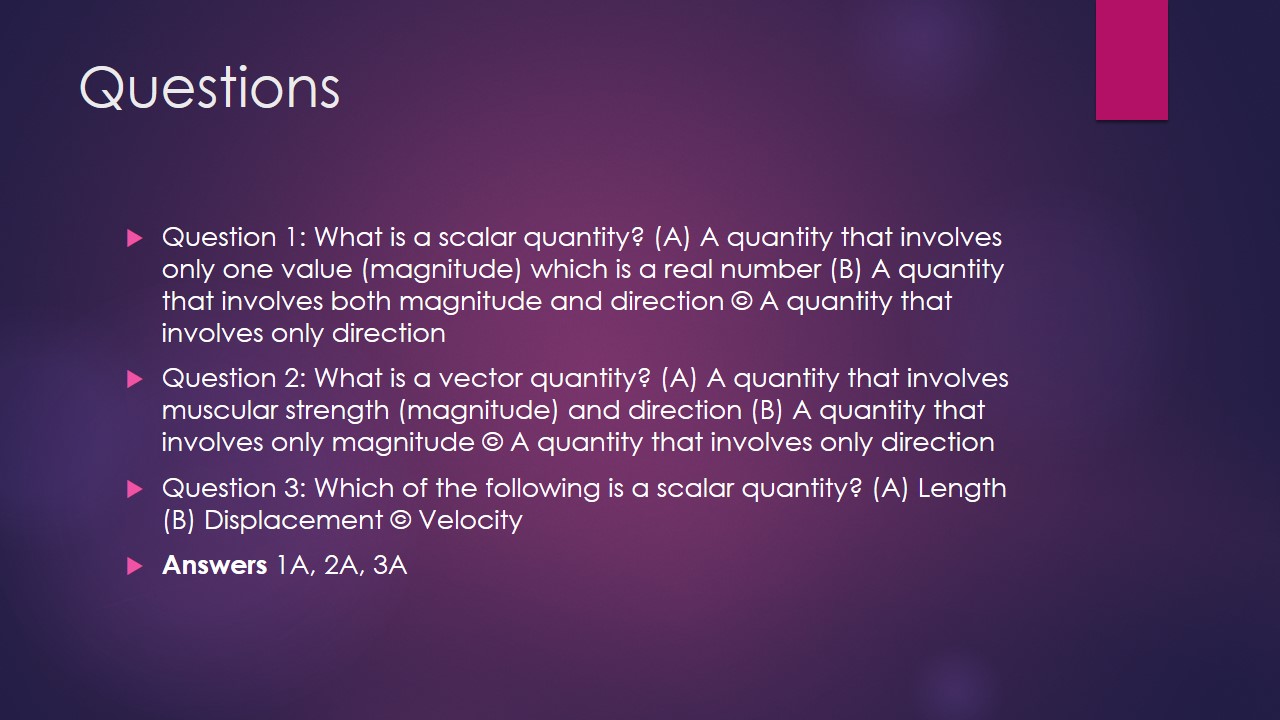 Questions
Question 1: What is a scalar quantity? (A) A quantity that involves
only one value (magnitude) which is a real number (B) A quantity
that involves both magnitude and direction © A quantity that
involves only direction
Question 2: What is a vector quantity? (A) A quantity that involves
muscular strength (magnitude) and direction (B) A quantity that
involves only magnitude © A quantity that involves only direction
Question 3: Which of the following is a scalar quantity? (A) Length
(B) Displacement © Velocity
Answers 1A, 2A, 3A